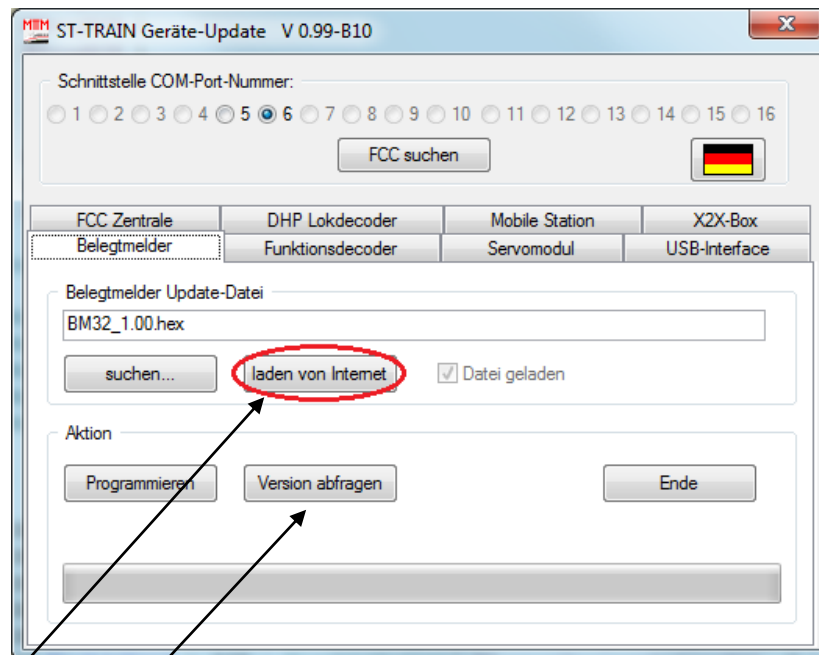 MTTM ST-TRAIN Geräte-Update V 0.99-B10
Schnittstelle COM-Port-Nummer:
1 2 3 4 5 6 7 8 9 10 11 12 13 14 15 16
FCC suchen
FCC Zentrale DHP Lokdecoder Mobile Station X2X-Box
Belegtmelder Funktionsdecoder Servomodul USB-Interface
Belegtmelder Update-Datei
BM32_1.00.hex
suchen... laden von Internet Datei geladen
Aktion
Programmieren Version abfragen Ende